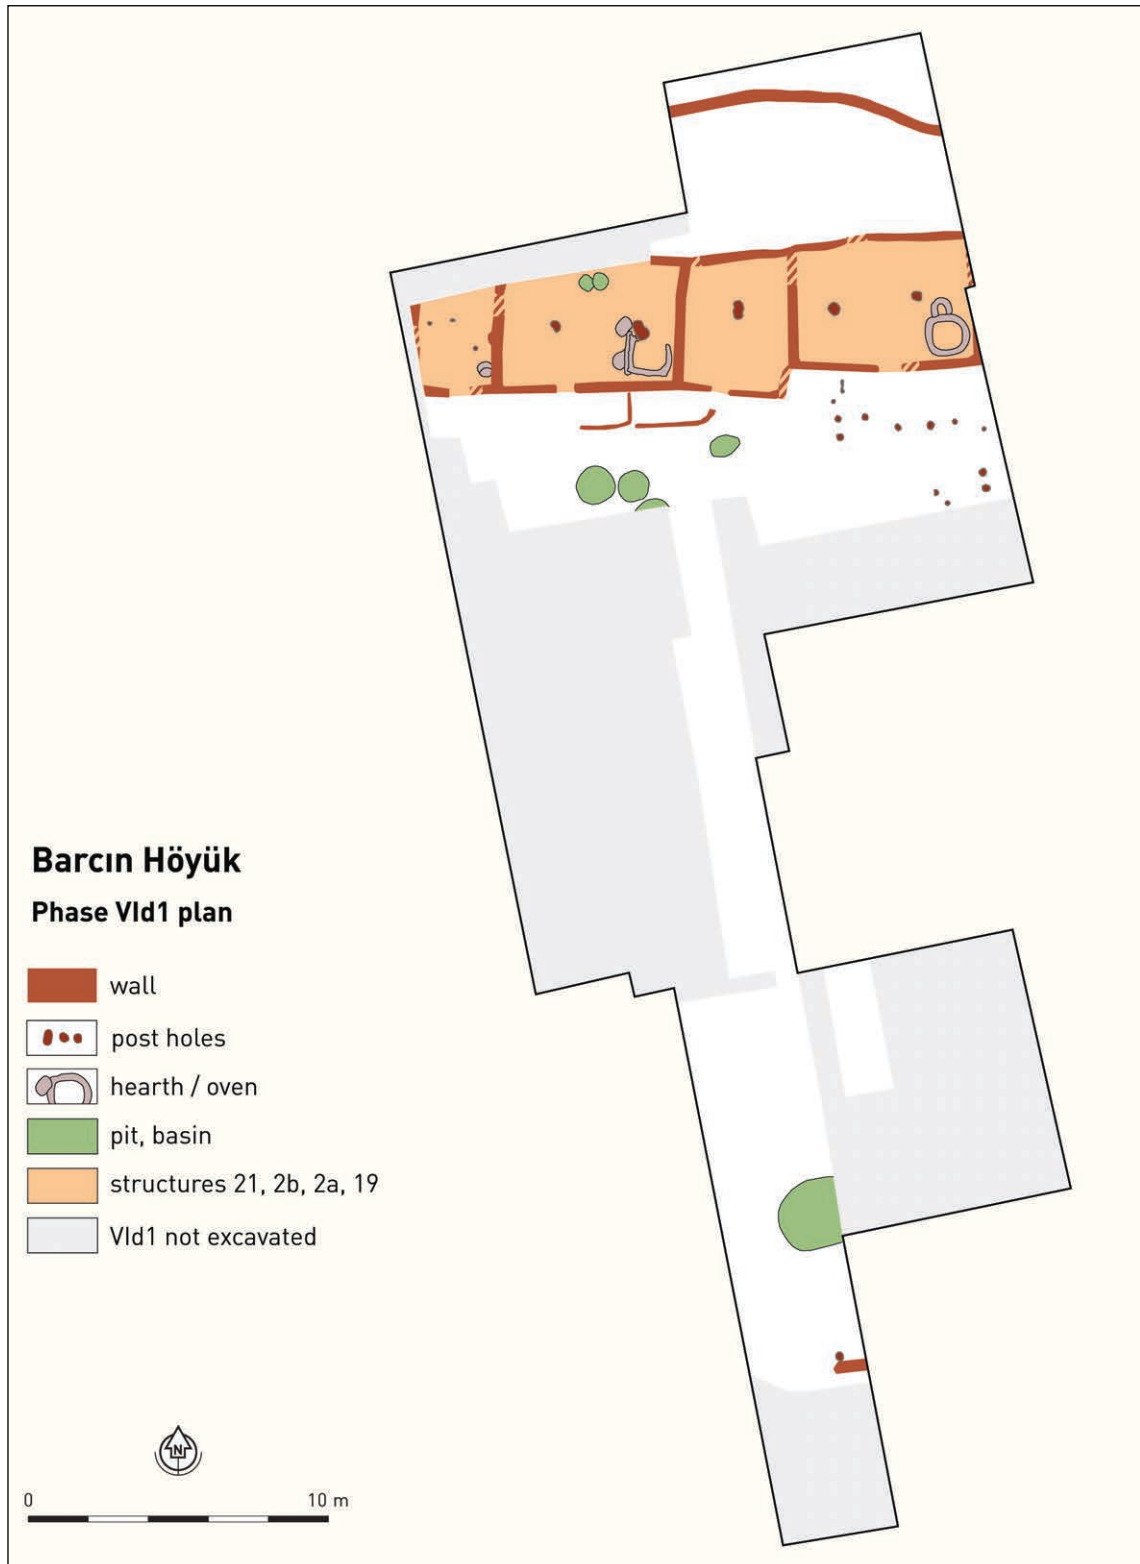 Barcın Höyük
Phase VId1 plan
wall
post holes
hearth / oven
pit, basin
structures 21, 2b, 2a, 19
VId1 not excavated
N
0 10 m